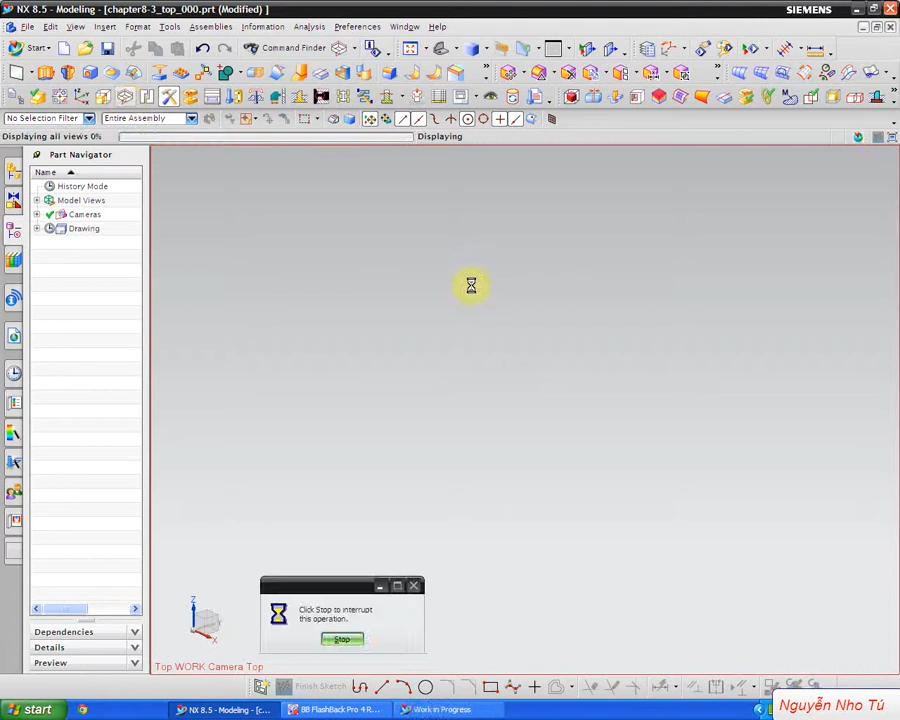 NX 8.5 - Modeling - [chapter8-3_top_000.prt (Modified) ]
SIEMENS
File Edit View Insert Format Tools Assemblies Information Analysis Preferences Window Help
Start
Command Finder
No Selection Filter
Entire Assembly
Displaying all views 0%
Displaying
Part Navigator
Name
History Mode
Model Views
Cameras
Drawing
Click Stop to interrupt
this operation.
Stop
Z
X
Top WORK Camera Top
Dependencies
Details
Preview
Finish Sketch
start
NX 8.5 - Modeling - [c...
BB FlashBack Pro 4 R...
Work in Progress
Nguyễn Nho Tú